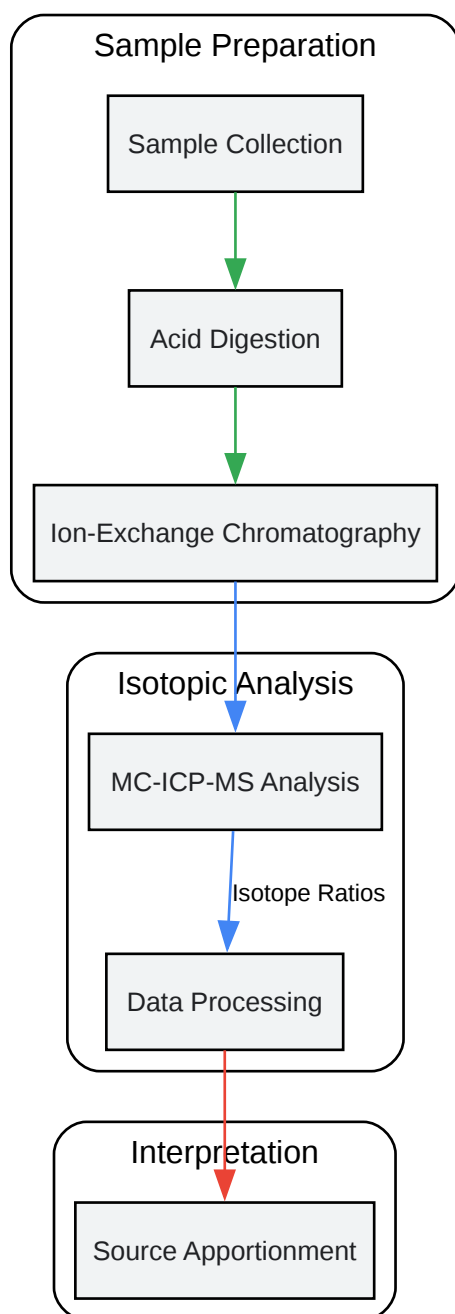 Sample Preparation
Sample Collection
Acid Digestion
Ion-Exchange Chromatography
Isotopic Analysis
MC-ICP-MS Analysis
Isotope Ratios
Data Processing
Interpretation
Source Apportionment